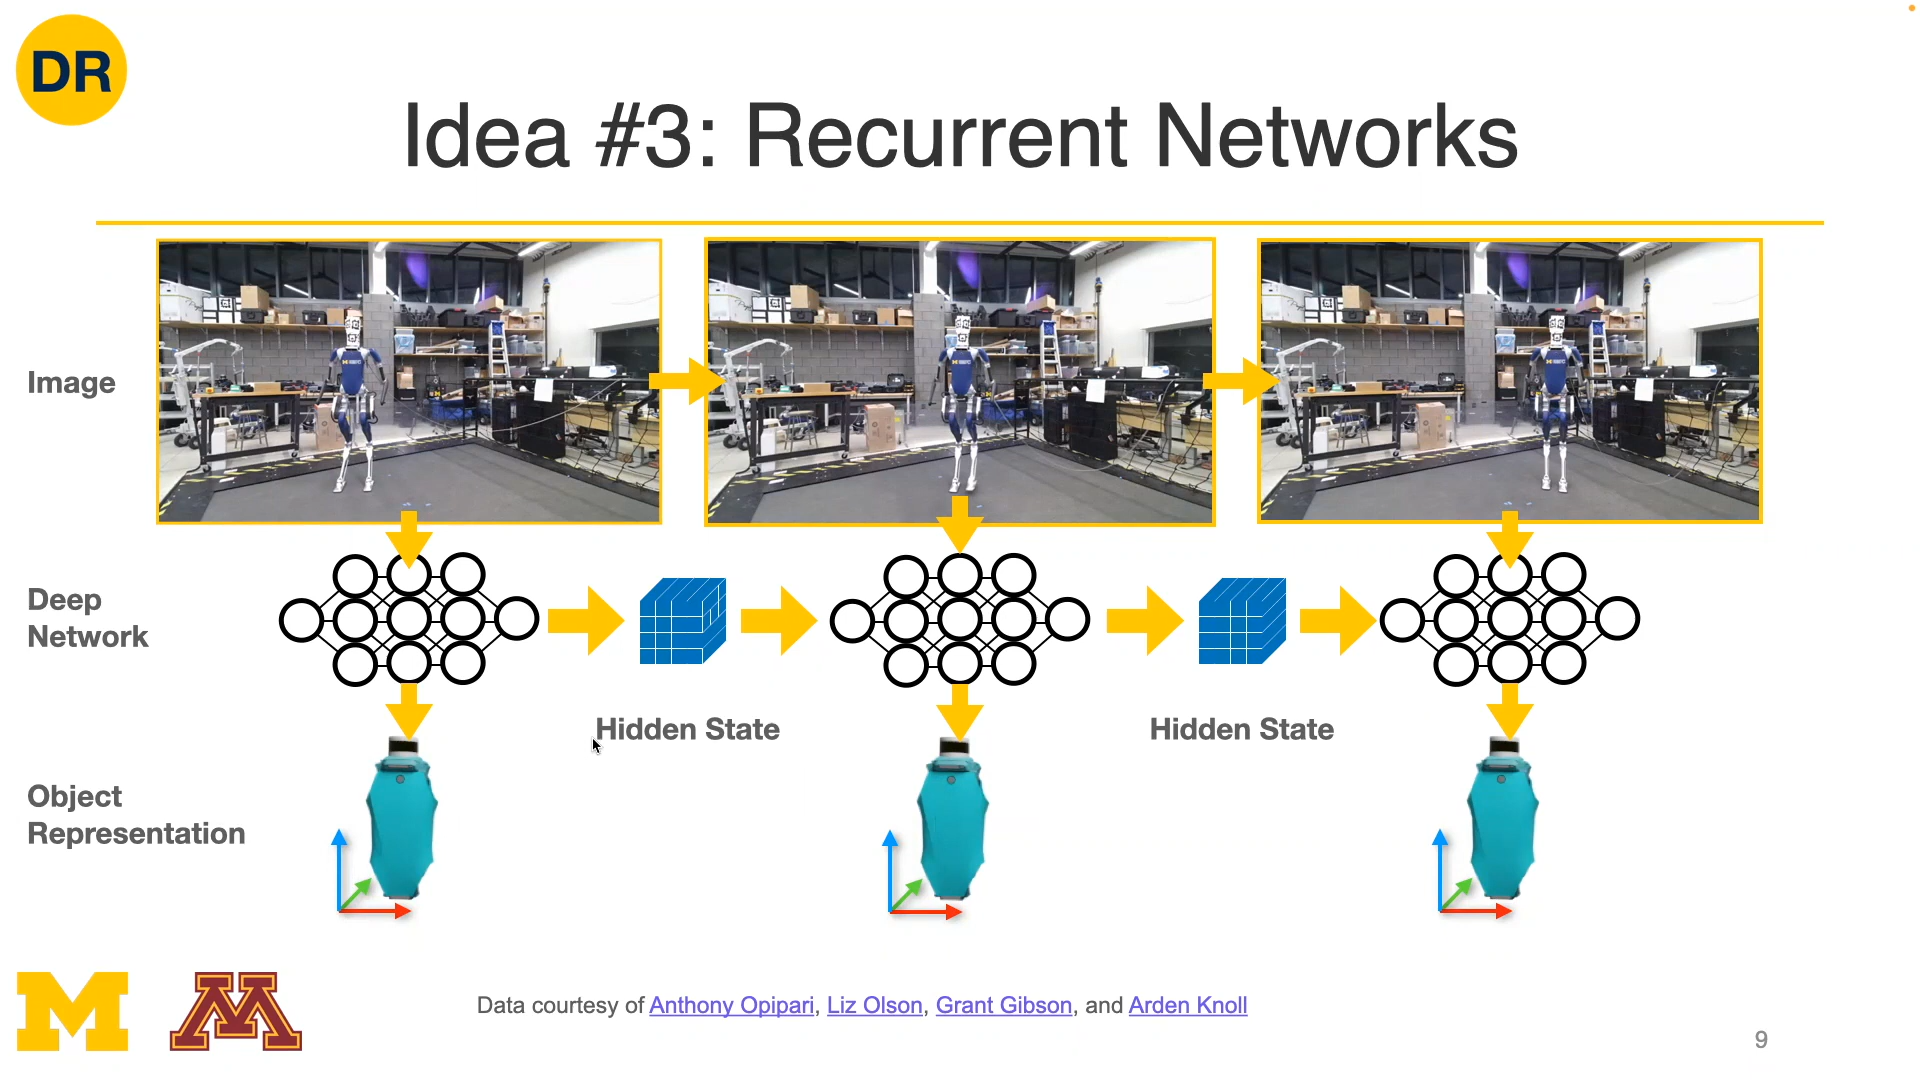 DR
Idea #3: Recurrent Networks
Image
Deep
Network
Hidden State
Hidden State
Object
Representation
M
M
Data courtesy of Anthony Opipari, Liz Olson, Grant Gibson, and Arden Knoll
9